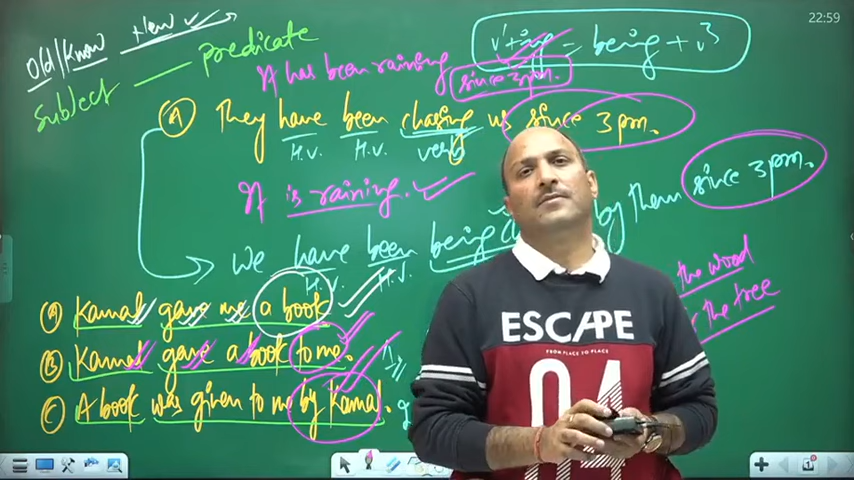 22:59
Old/Know New
Subject predicate
v¹+ing = being + v³
It has been raining since 3pm.
(A) They have been chasing us since 3 pm.
H.v. H.v. verb
It is raining.
We have been being by them since 3pm.
H.v. H.v.
the wood
the tree
(A) Kamal gave me a book
(B) Kamal gave a book to me.
(C) A book was given to me by Kamal.
ESCAPE
FROM PLACE TO PLACE
04